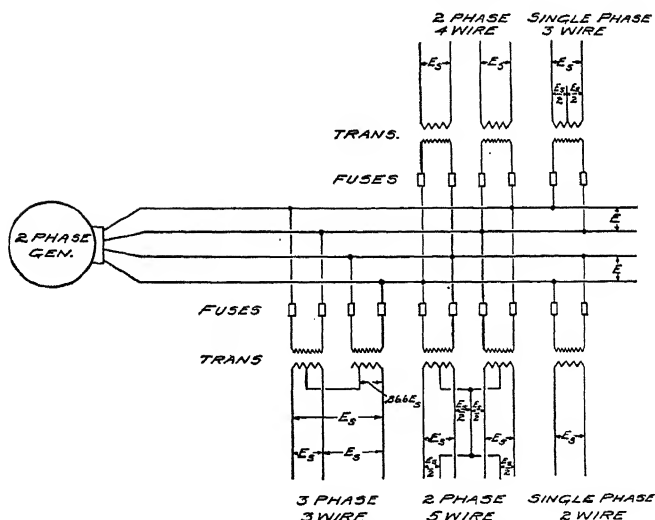 2 PHASE
4 WIRE
SINGLE PHASE
3 WIRE
Es
Es
Es
Es/2
Es/2
TRANS.
FUSES
2 PHASE
GEN.
E
E
FUSES
TRANS
.866Es
Es
Es
Es
Es/2
Es/2
Es
Es
Es/2
Es/2
Es
3 PHASE
3 WIRE
2 PHASE
5 WIRE
SINGLE PHASE
2 WIRE